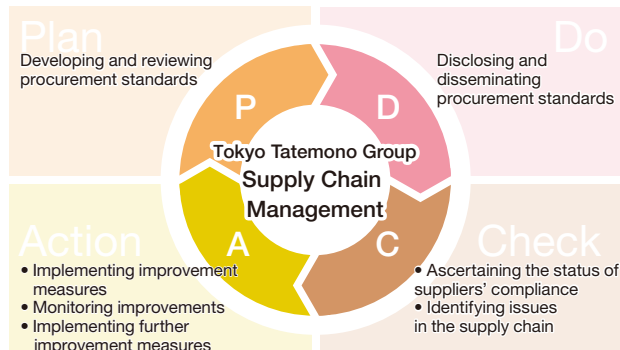 Plan
Developing and reviewing
procurement standards
Do
Disclosing and
disseminating
procurement standards
P
D
Tokyo Tatemono Group
Supply Chain
Management
A
C
Action
• Implementing improvement
measures
• Monitoring improvements
• Implementing further
improvement measures
Check
• Ascertaining the status of
suppliers’ compliance
• Identifying issues
in the supply chain